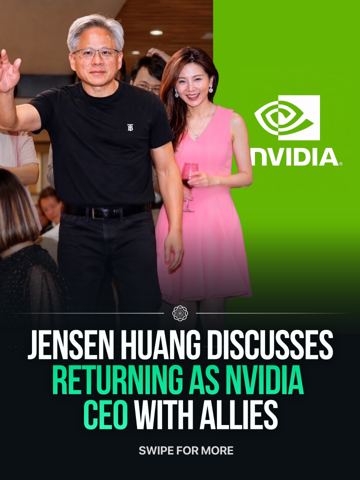 NVIDIA
JENSEN HUANG DISCUSSES
RETURNING AS NVIDIA
CEO WITH ALLIES
SWIPE FOR MORE